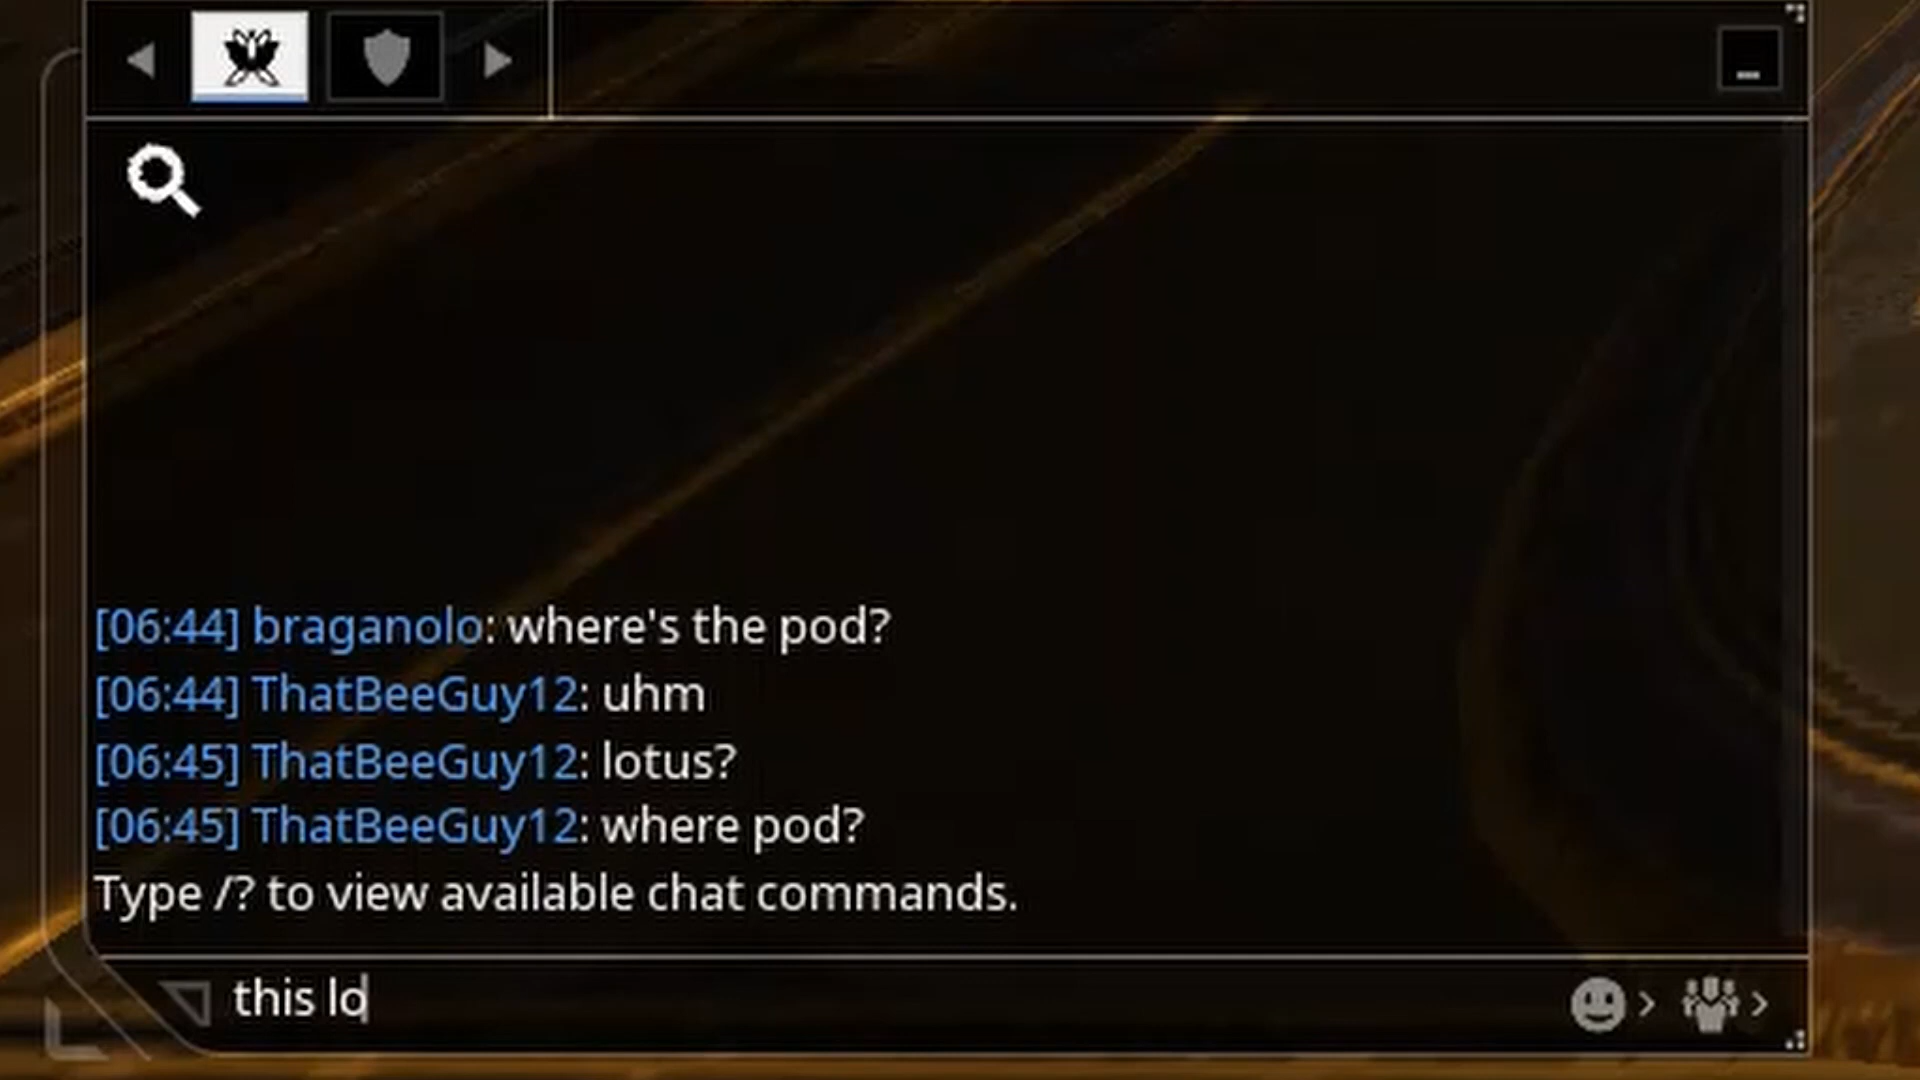 [06:44] braganolo: where's the pod?
[06:44] ThatBeeGuy12: uhm
[06:45] ThatBeeGuy12: lotus?
[06:45] ThatBeeGuy12: where pod?
Type /? to view available chat commands.
this lo